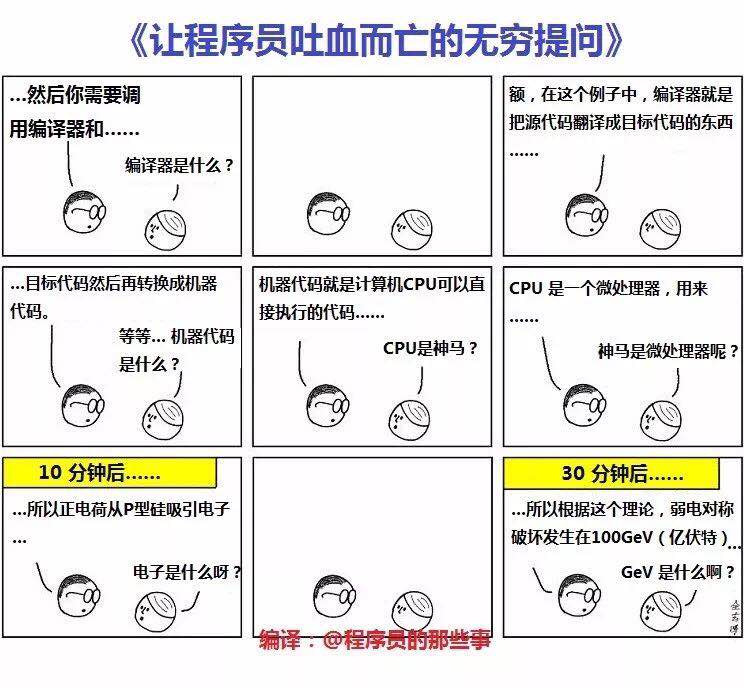 《让程序员吐血而亡的无穷提问》
...然后你需要调
用编译器和……
编译器是什么？
额，在这个例子中，编译器就是
把源代码翻译成目标代码的东西
……
...目标代码然后再转换成机器
代码。
等等... 机器代码
是什么？
机器代码就是计算机CPU可以直
接执行的代码……
CPU是神马？
CPU 是一个微处理器，用来
……
神马是微处理器呢？
10 分钟后……
...所以正电荷从P型硅吸引电子
...
电子是什么呀？
30 分钟后……
...所以根据这个理论，弱电对称
破坏发生在100GeV（亿伏特）...
GeV 是什么啊？
编译：@程序员的那些事